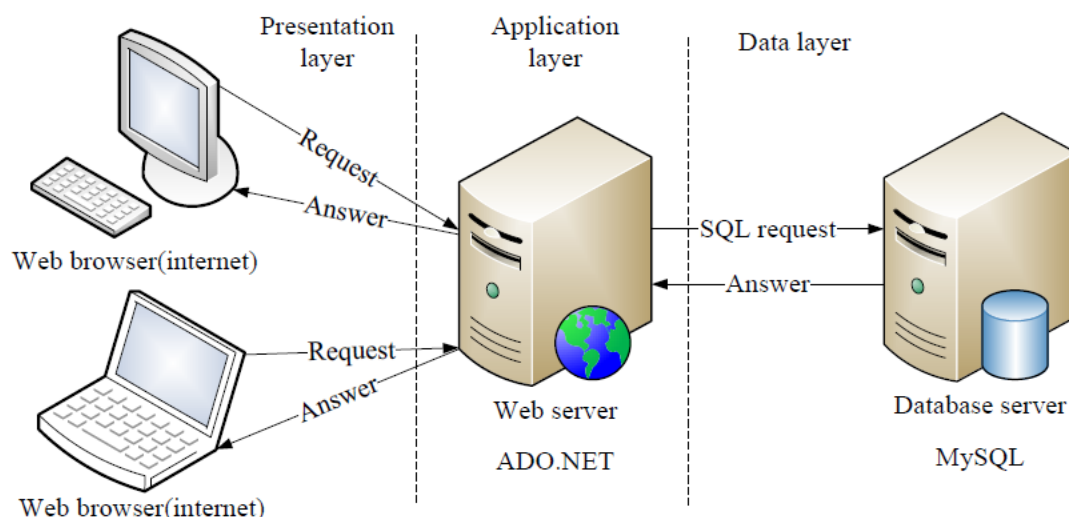 Presentation
layer
Application
layer
Data layer
Request
Answer
Web browser(internet)
SQL request
Answer
Request
Answer
Web browser(internet)
Web server
ADO.NET
Database server
MySQL